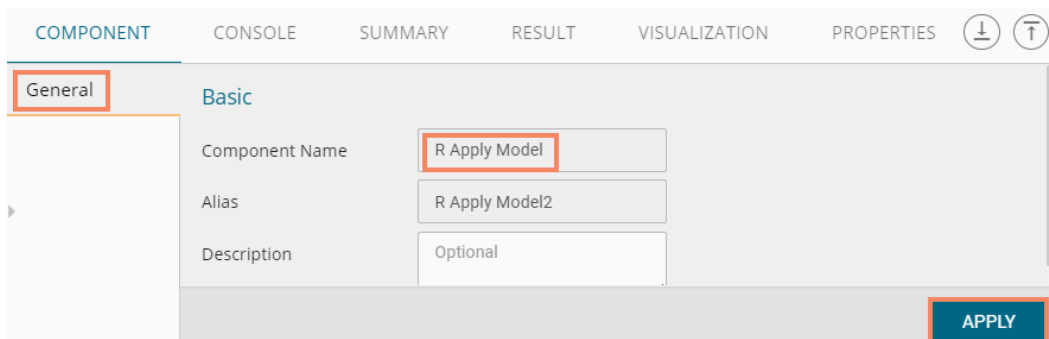 COMPONENT CONSOLE SUMMARY RESULT VISUALIZATION PROPERTIES
General
Basic
Component Name R Apply Model
Alias R Apply Model2
Description Optional
APPLY